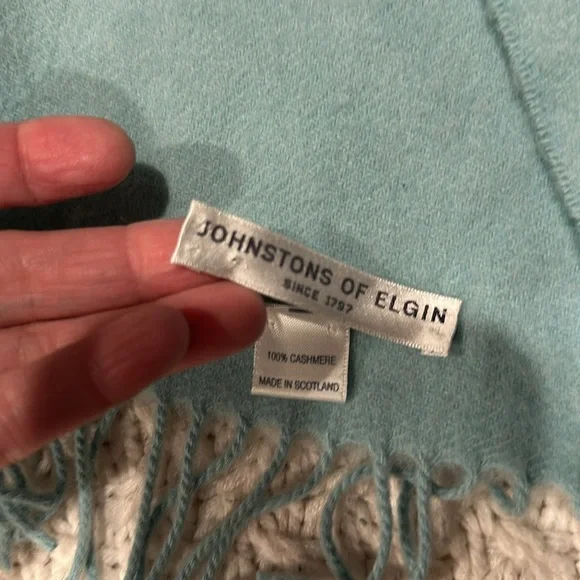 JOHNSTONS OF ELGIN
SINCE 1797
100% CASHMERE
MADE IN SCOTLAND